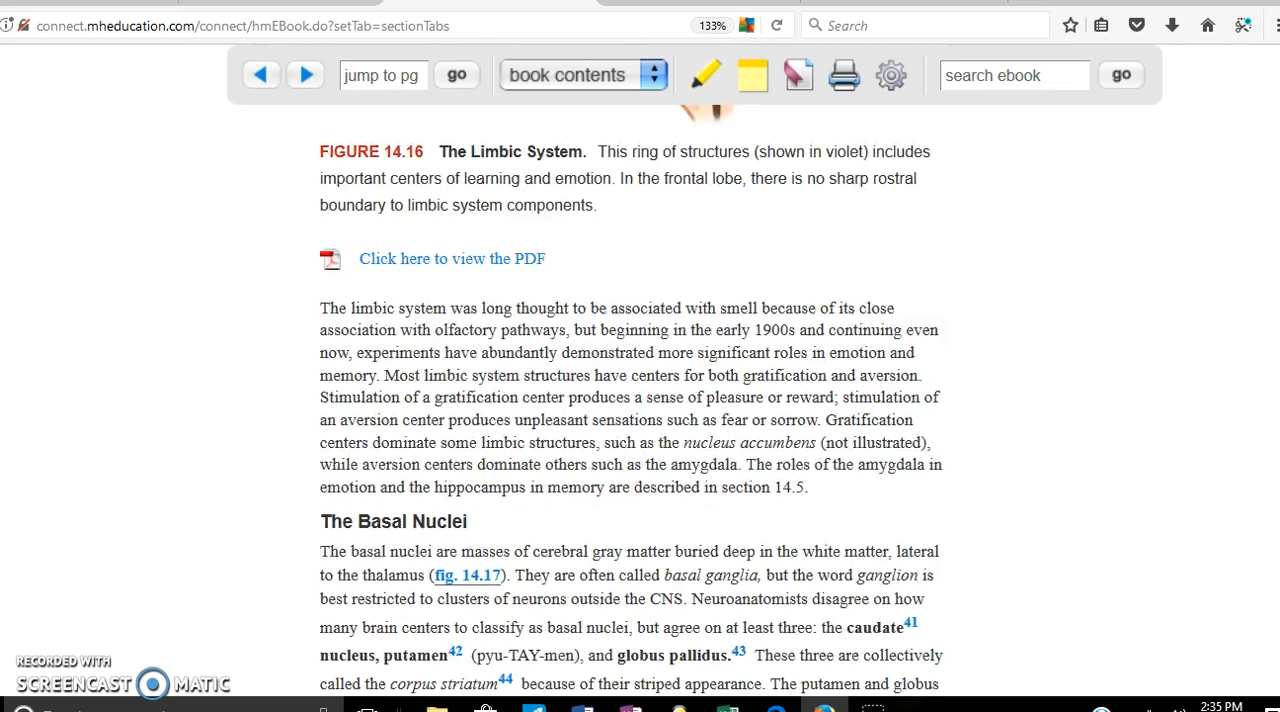 connect.mheducation.com/connect/hmEBook.do?setTab=sectionTabs
133%
Search
jump to pg
go
book contents
search ebook
go
FIGURE 14.16 The Limbic System. This ring of structures (shown in violet) includes
important centers of learning and emotion. In the frontal lobe, there is no sharp rostral
boundary to limbic system components.
Click here to view the PDF
The limbic system was long thought to be associated with smell because of its close
association with olfactory pathways, but beginning in the early 1900s and continuing even
now, experiments have abundantly demonstrated more significant roles in emotion and
memory. Most limbic system structures have centers for both gratification and aversion.
Stimulation of a gratification center produces a sense of pleasure or reward; stimulation of
an aversion center produces unpleasant sensations such as fear or sorrow. Gratification
centers dominate some limbic structures, such as the nucleus accumbens (not illustrated),
while aversion centers dominate others such as the amygdala. The roles of the amygdala in
emotion and the hippocampus in memory are described in section 14.5.
The Basal Nuclei
The basal nuclei are masses of cerebral gray matter buried deep in the white matter, lateral
to the thalamus (fig. 14.17). They are often called basal ganglia, but the word ganglion is
best restricted to clusters of neurons outside the CNS. Neuroanatomists disagree on how
many brain centers to classify as basal nuclei, but agree on at least three: the caudate41
nucleus, putamen42 (pyu-TAY-men), and globus pallidus.43 These three are collectively
called the corpus striatum44 because of their striped appearance. The putamen and globus
RECORDED WITH
SCREENCAST MATIC
2:35 PM